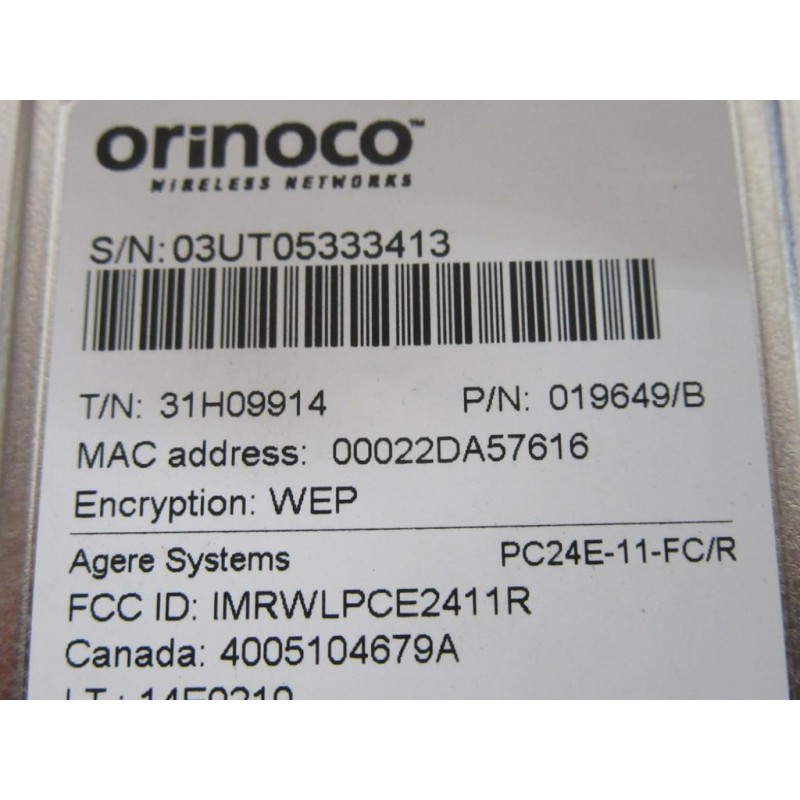 orinoco™
WIRELESS NETWORKS
S/N: 03UT05333413
T/N: 31H09914 P/N: 019649/B
MAC address: 00022DA57616
Encryption: WEP
Agere Systems PC24E-11-FC/R
FCC ID: IMRWLPCE2411R
Canada: 4005104679A